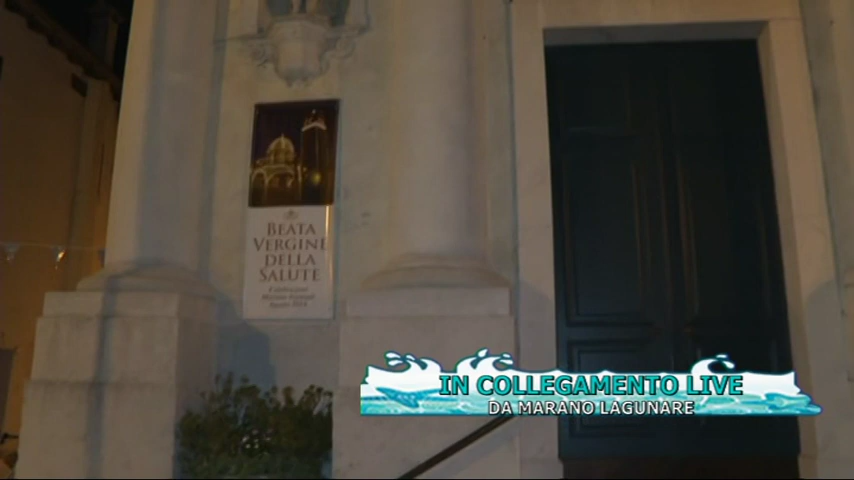 BEATA
VERGINE
DELLA
SALUTE
IN COLLEGAMENTO LIVE
DA MARANO LAGUNARE